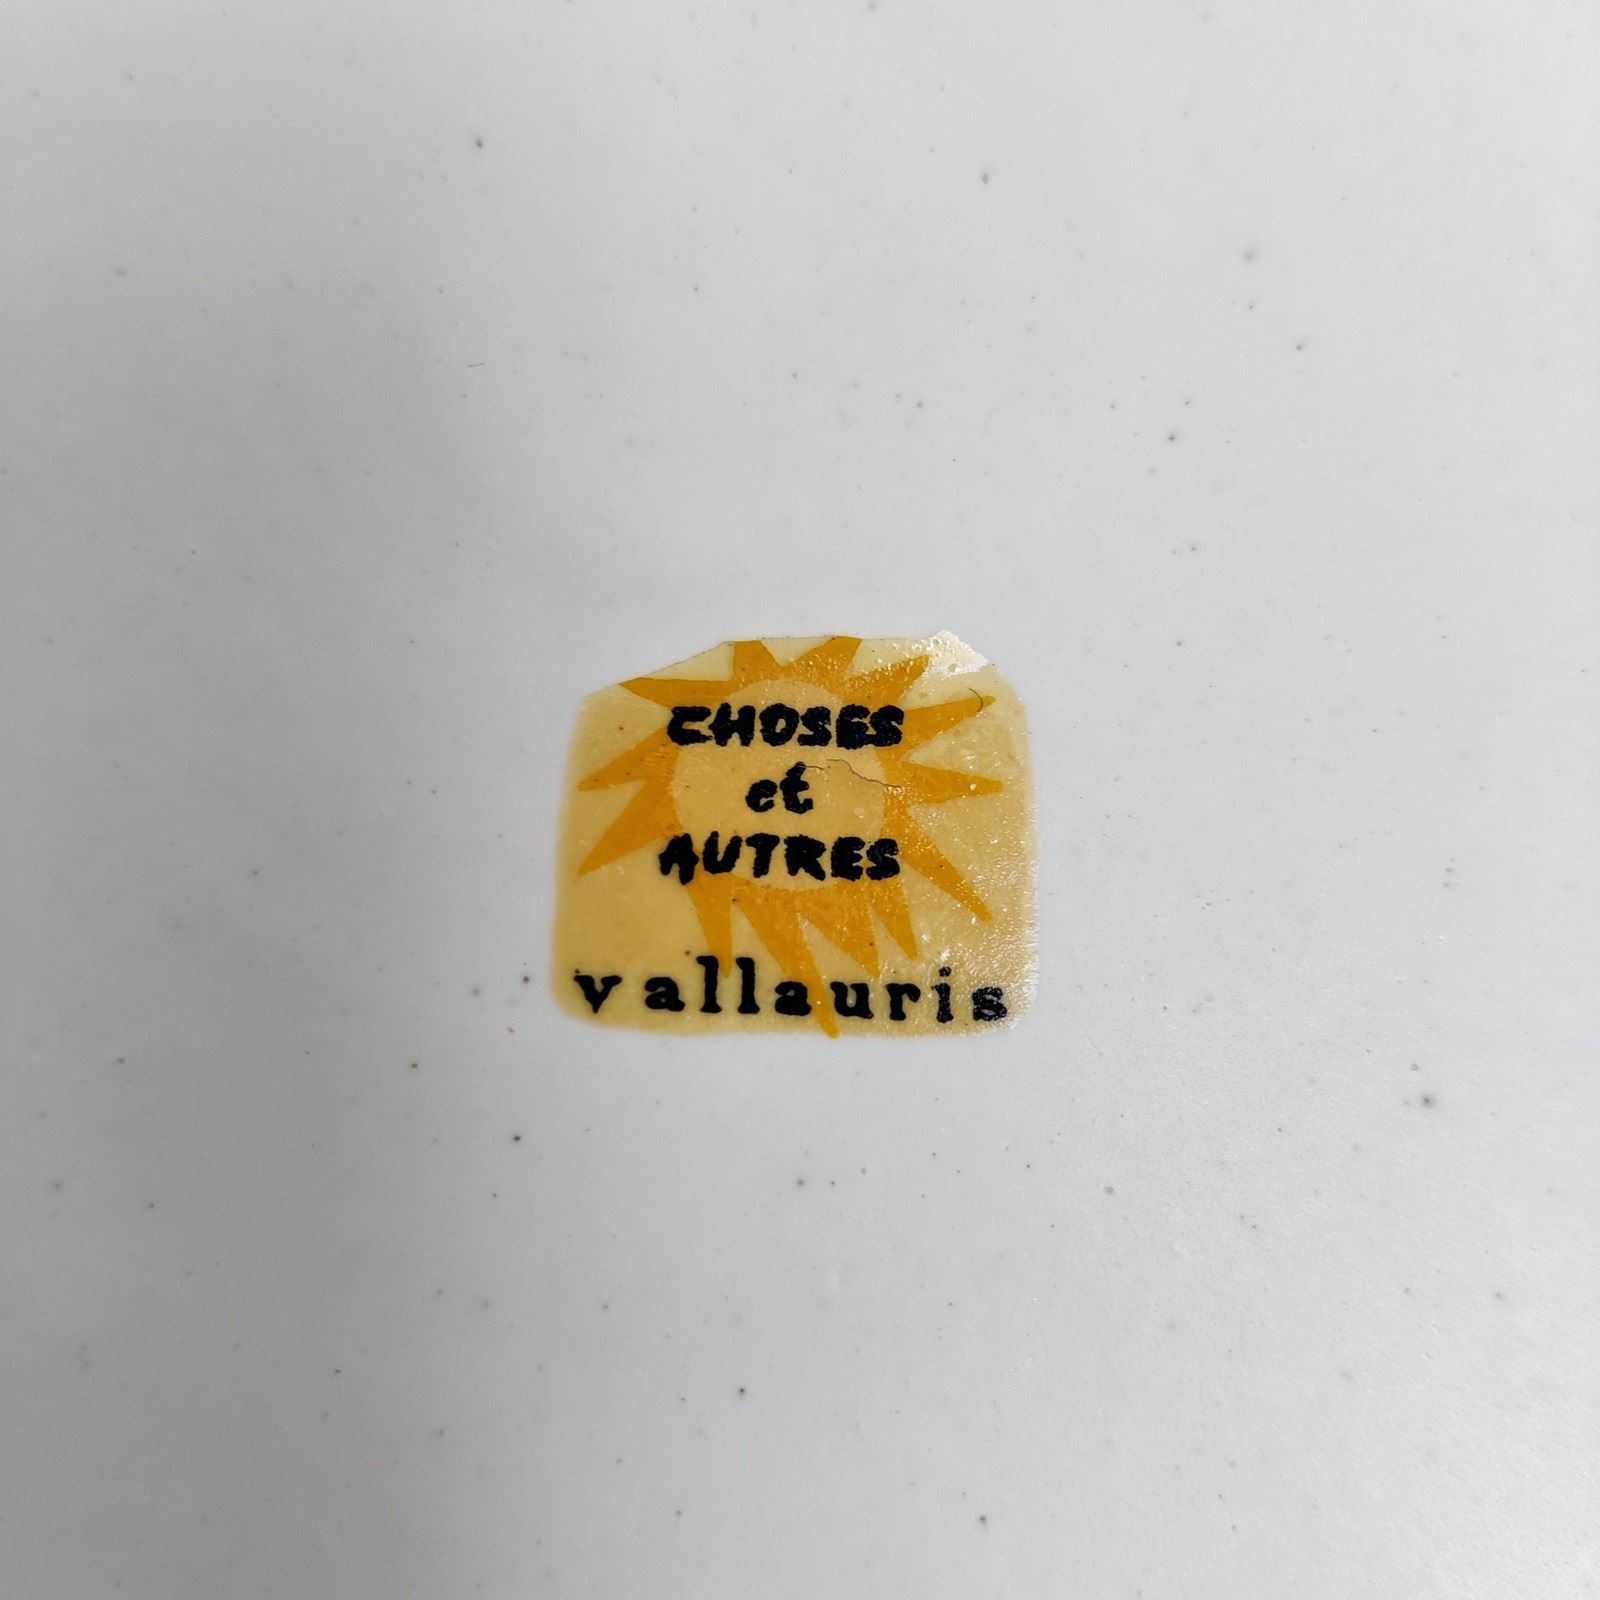 CHOSES
et
AUTRES
vallauris